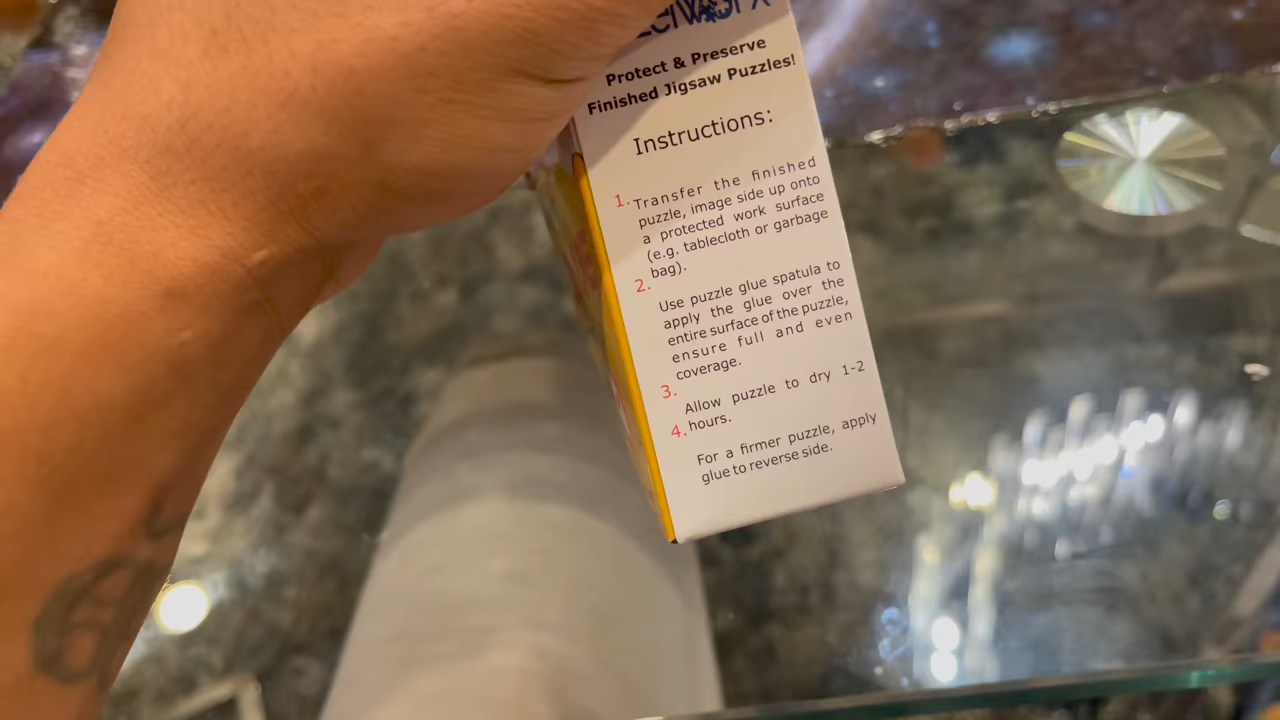 Protect & Preserve
Finished Jigsaw Puzzles!
Instructions:
1. Transfer the finished
puzzle, image side up onto
a protected work surface
(e.g. tablecloth or garbage
bag).
2.
Use puzzle glue spatula to
apply the glue over the
entire surface of the puzzle,
ensure full and even
coverage.
3.
Allow puzzle to dry 1-2
4. hours.
For a firmer puzzle, apply
glue to reverse side.